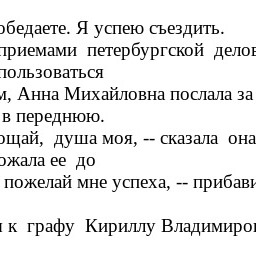 обедаете. Я успею съездить.
приемами петербургской делов
пользоваться
м, Анна Михайловна послала за
в переднюю.
ощай, душа моя, -- сказала она
ожала ее до
пожелай мне успеха, -- прибави
и к графу Кириллу Владимиров